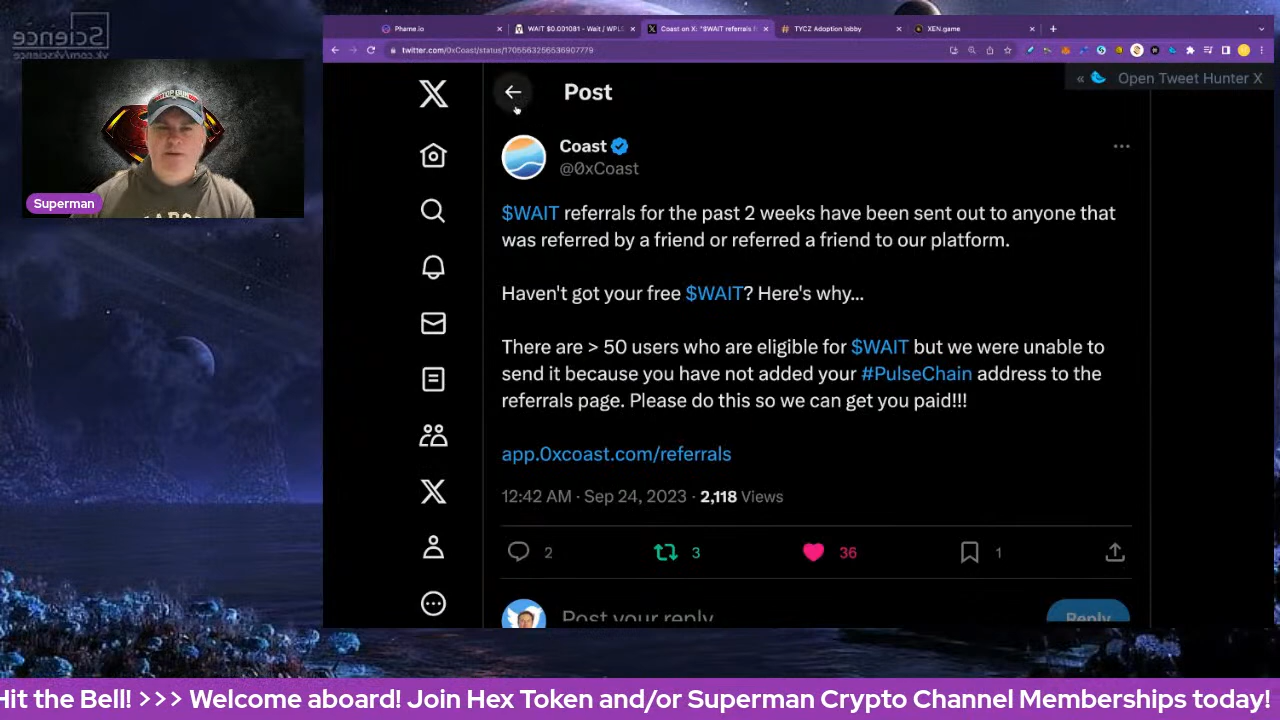 Science
vk.com/vkscience
TOP GUN
Superman
Phame.io
WAIT $0.001081 - Wait / WPL
Coast on X: "$WAIT referrals f
TYCZ Adoption lobby
XEN.game
twitter.com/0xCoast/status/1705563256536907779
« Open Tweet Hunter X
Post
Coast
@0xCoast
$WAIT referrals for the past 2 weeks have been sent out to anyone that
was referred by a friend or referred a friend to our platform.
Haven't got your free $WAIT? Here's why...
There are > 50 users who are eligible for $WAIT but we were unable to
send it because you have not added your #PulseChain address to the
referrals page. Please do this so we can get you paid!!!
app.0xcoast.com/referrals
12:42 AM · Sep 24, 2023 · 2,118 Views
2 3 36 1
Post your reply
Reply
Hit the Bell! >>> Welcome aboard! Join Hex Token and/or Superman Crypto Channel Memberships today!